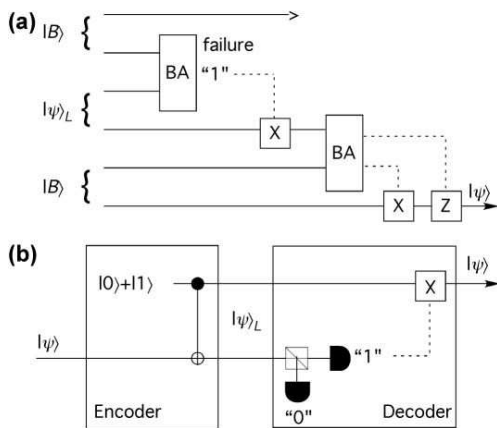 (a)
|B⟩
failure
BA
"1"
|ψ⟩L
X
BA
|B⟩
|ψ⟩
X
Z
(b)
|0⟩+|1⟩
|ψ⟩
X
|ψ⟩L
|ψ⟩
"1"
Encoder
"0"
Decoder